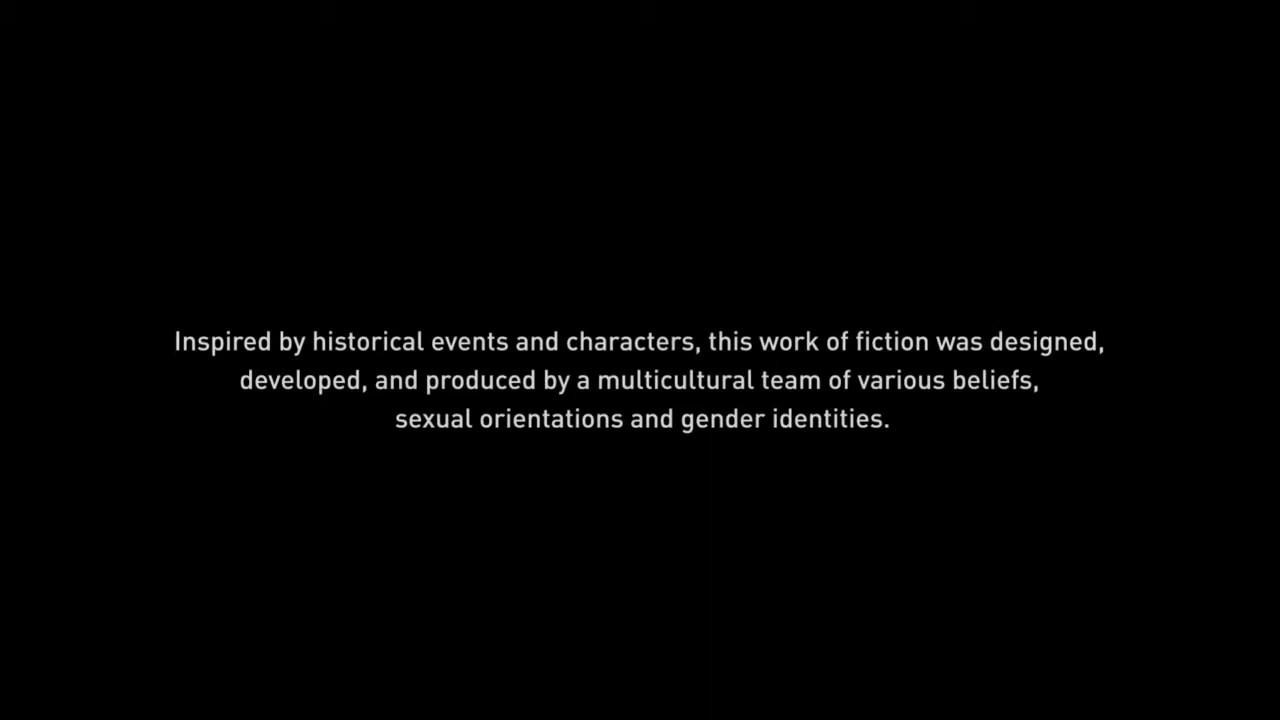 Inspired by historical events and characters, this work of fiction was designed,
developed, and produced by a multicultural team of various beliefs,
sexual orientations and gender identities.